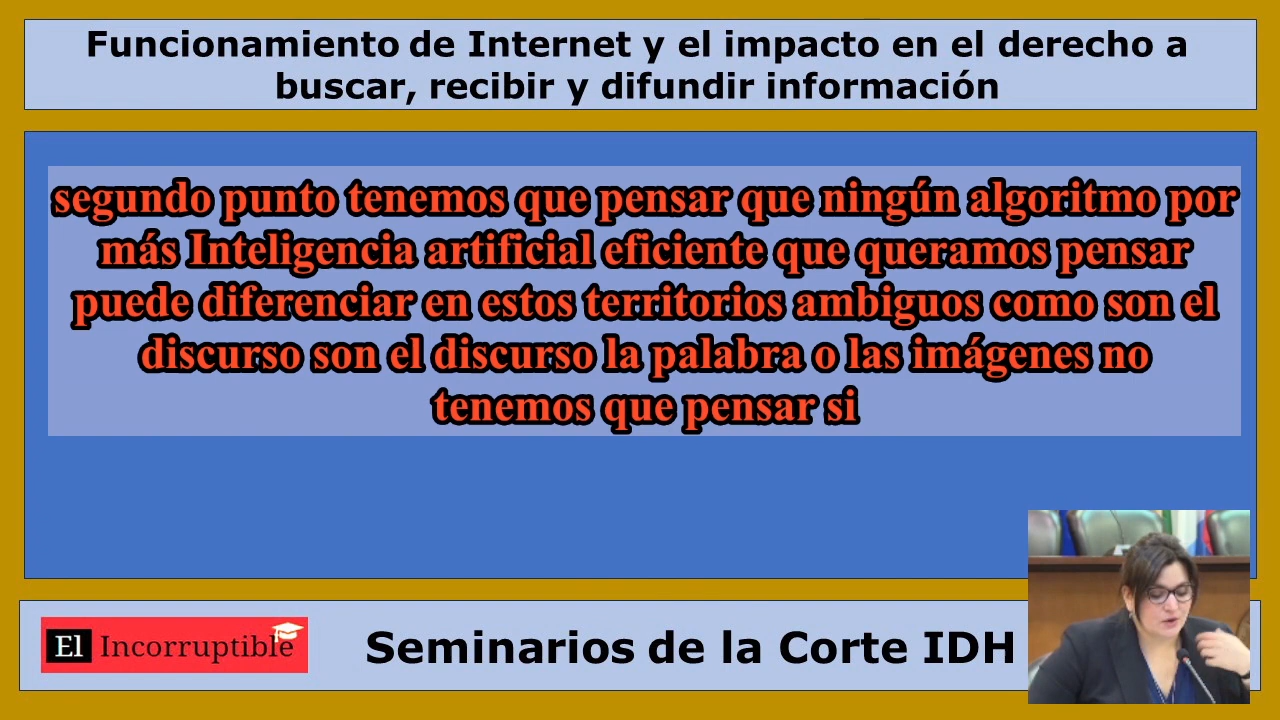 Funcionamiento de Internet y el impacto en el derecho a
buscar, recibir y difundir información
segundo punto tenemos que pensar que ningún algoritmo por
más Inteligencia artificial eficiente que queramos pensar
puede diferenciar en estos territorios ambiguos como son el
discurso son el discurso la palabra o las imágenes no
tenemos que pensar si
El Incorruptible
Seminarios de la Corte IDH